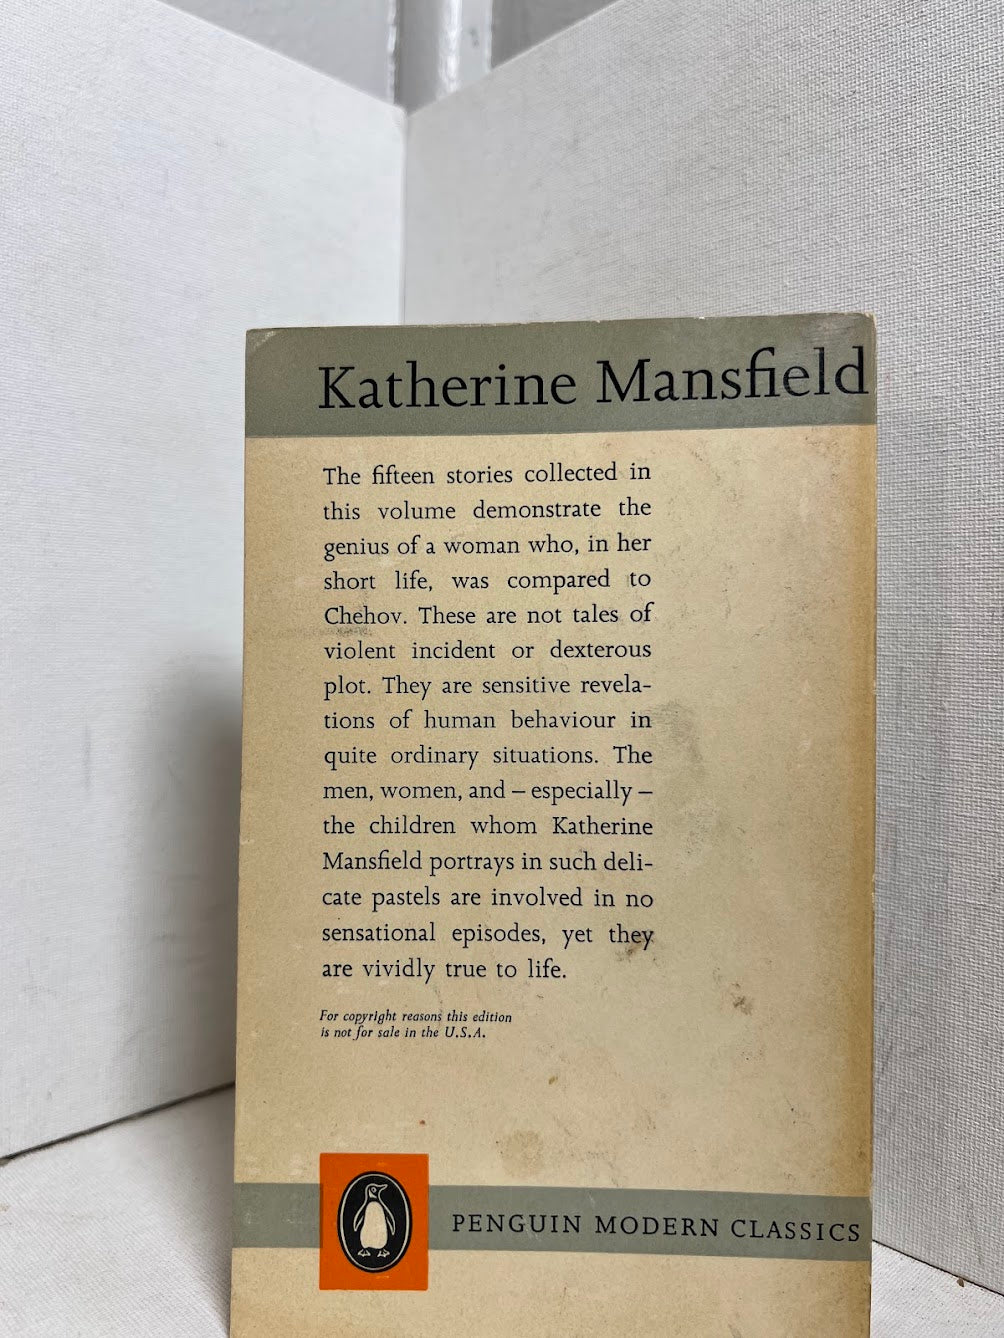 Katherine Mansfield
The fifteen stories collected in
this volume demonstrate the
genius of a woman who, in her
short life, was compared to
Chehov. These are not tales of
violent incident or dexterous
plot. They are sensitive revela-
tions of human behaviour in
quite ordinary situations. The
men, women, and – especially –
the children whom Katherine
Mansfield portrays in such deli-
cate pastels are involved in no
sensational episodes, yet they
are vividly true to life.
For copyright reasons this edition
is not for sale in the U.S.A.
PENGUIN MODERN CLASSICS